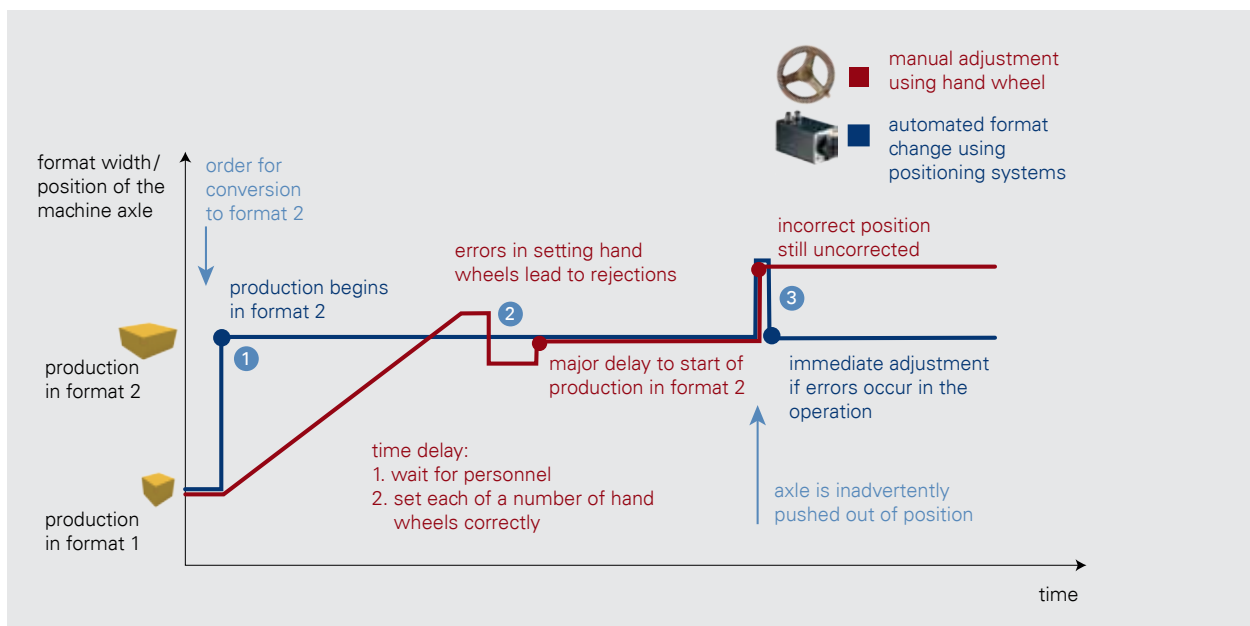 manual adjustment
using hand wheel
automated format
change using
positioning systems
format width/
position of the
machine axle
order for
conversion
to format 2
incorrect position
still uncorrected
errors in setting hand
wheels lead to rejections
production begins
in format 2
2
3
1
production
in format 2
major delay to start of
production in format 2
immediate adjustment
if errors occur in the
operation
time delay:
1. wait for personnel
2. set each of a number of hand
wheels correctly
axle is inadvertently
pushed out of position
production
in format 1
time